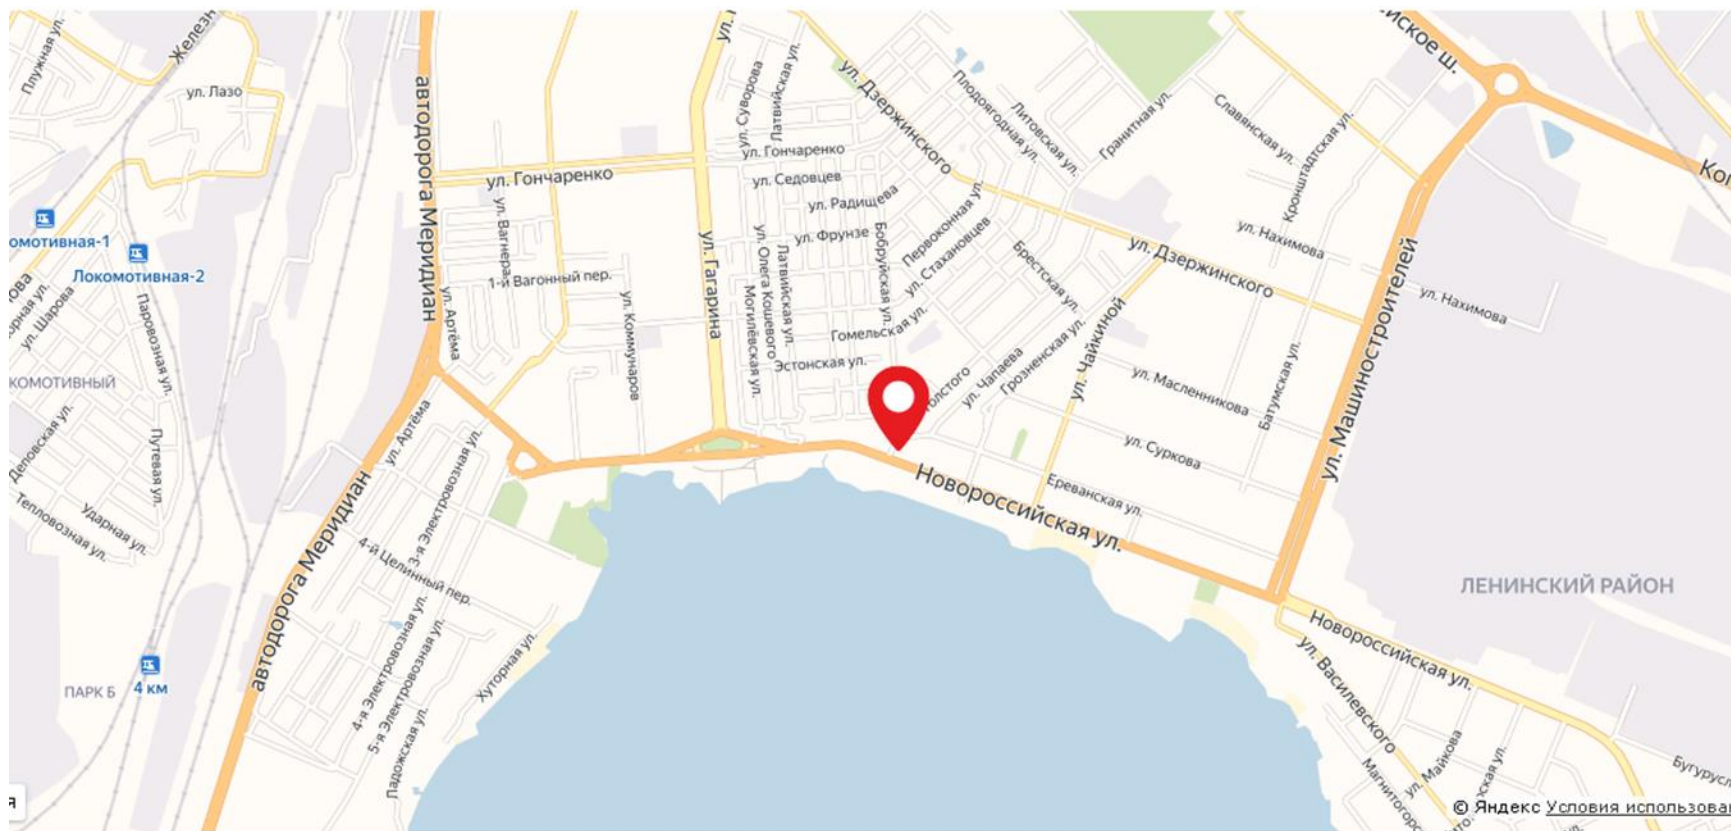 Плужная ул.
ул. Лазо
автодорога Меридиан
ул. Суворова
Латвийская ул.
ул. Дзержинского
Плодоягодная ул.
Литовская ул.
Гранитная ул.
Славянская ул.
Кронштадтская ул.
ул. Гончаренко
ул. Гончаренко
ул. Седовцев
ул. Радищева
ул. Фрунзе
Первоконная ул.
ул. Стахановцев
Бобруйская ул.
Брестская ул.
ул. Дзержинского
ул. Нахимова
ул. Нахимова
ул. Машиностроителей
омотивная-1
Локомотивная-2
ул. Шарова
Паровозная ул.
ул. Вагнера
1-й Вагонный пер.
ул. Артёма
ул. Коммунаров
ул. Гагарина
ул. Олега Кошевого
Латвийская ул.
Могилёвская ул.
Гомельская ул.
Эстонская ул.
ул. Чапаева
Грозненская ул.
ул. Чайкиной
ул. Масленникова
Батумская ул.
ул. Суркова
КОМОТИВНЫЙ
Деповская ул.
Путевая ул.
Ударная ул.
Тепловозная ул.
ул. Артёма
автодорога Меридиан
3-я Электровозная ул.
4-й Целинный пер.
4-я Электровозная ул.
5-я Электровозная ул.
Хуторная ул.
Ладожская ул.
Новороссийская ул.
Ереванская ул.
ЛЕНИНСКИЙ РАЙОН
Новороссийская ул.
ул. Василевского
ул. Майкова
ПАРК Б
4 км
© Яндекс Условия использова